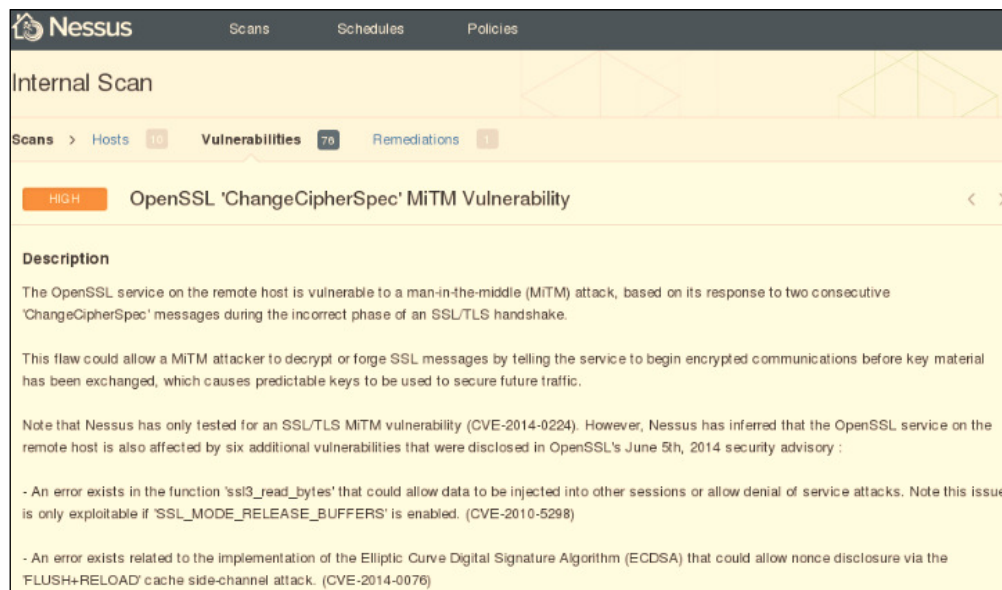 Nessus Scans Schedules Policies
Internal Scan
Scans > Hosts 10 Vulnerabilities 76 Remediations 1
HIGH OpenSSL 'ChangeCipherSpec' MiTM Vulnerability
Description
The OpenSSL service on the remote host is vulnerable to a man-in-the-middle (MiTM) attack, based on its response to two consecutive
'ChangeCipherSpec' messages during the incorrect phase of an SSL/TLS handshake.
This flaw could allow a MiTM attacker to decrypt or forge SSL messages by telling the service to begin encrypted communications before key material
has been exchanged, which causes predictable keys to be used to secure future traffic.
Note that Nessus has only tested for an SSL/TLS MiTM vulnerability (CVE-2014-0224). However, Nessus has inferred that the OpenSSL service on the
remote host is also affected by six additional vulnerabilities that were disclosed in OpenSSL's June 5th, 2014 security advisory :
- An error exists in the function 'ssl3_read_bytes' that could allow data to be injected into other sessions or allow denial of service attacks. Note this issue
is only exploitable if 'SSL_MODE_RELEASE_BUFFERS' is enabled. (CVE-2010-5298)
- An error exists related to the implementation of the Elliptic Curve Digital Signature Algorithm (ECDSA) that could allow nonce disclosure via the
'FLUSH+RELOAD' cache side-channel attack. (CVE-2014-0076)